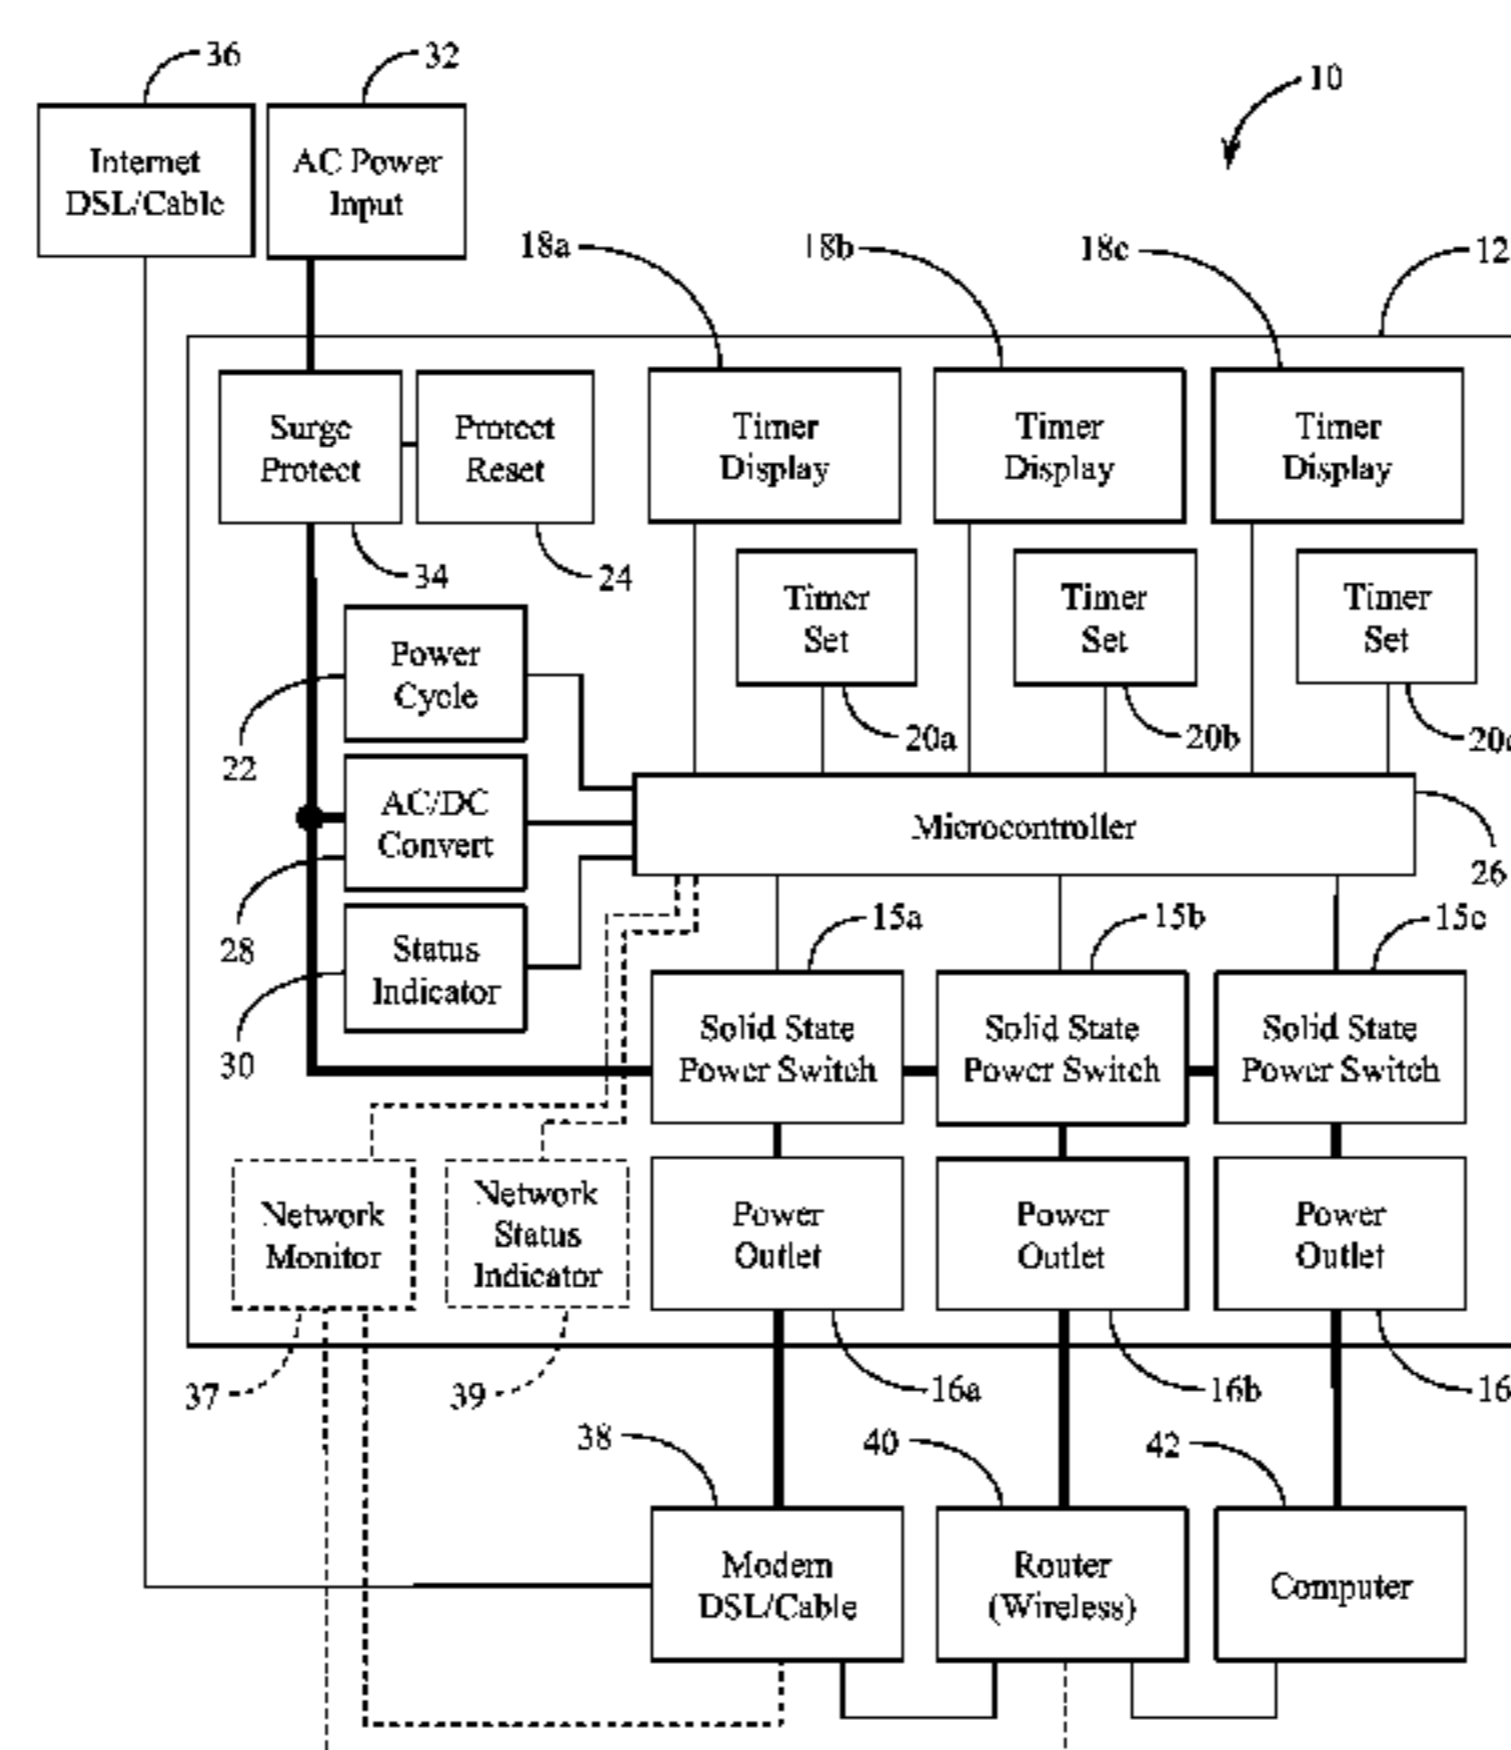 36
32
10
Internet
DSL/Cable
AC Power
Input
18a
18b
18c
12
Surge
Protect
Protect
Reset
Timer
Display
Timer
Display
Timer
Display
34
24
Timer
Set
Timer
Set
Timer
Set
Power
Cycle
20a
20b
20c
22
AC/DC
Convert
Microcontroller
26
28
15a
15b
15c
Status
Indicator
30
Solid State
Power Switch
Solid State
Power Switch
Solid State
Power Switch
Network
Monitor
Network
Status
Indicator
Power
Outlet
Power
Outlet
Power
Outlet
37
39
16a
16b
16
38
40
42
Modem
DSL/Cable
Router
(Wireless)
Computer